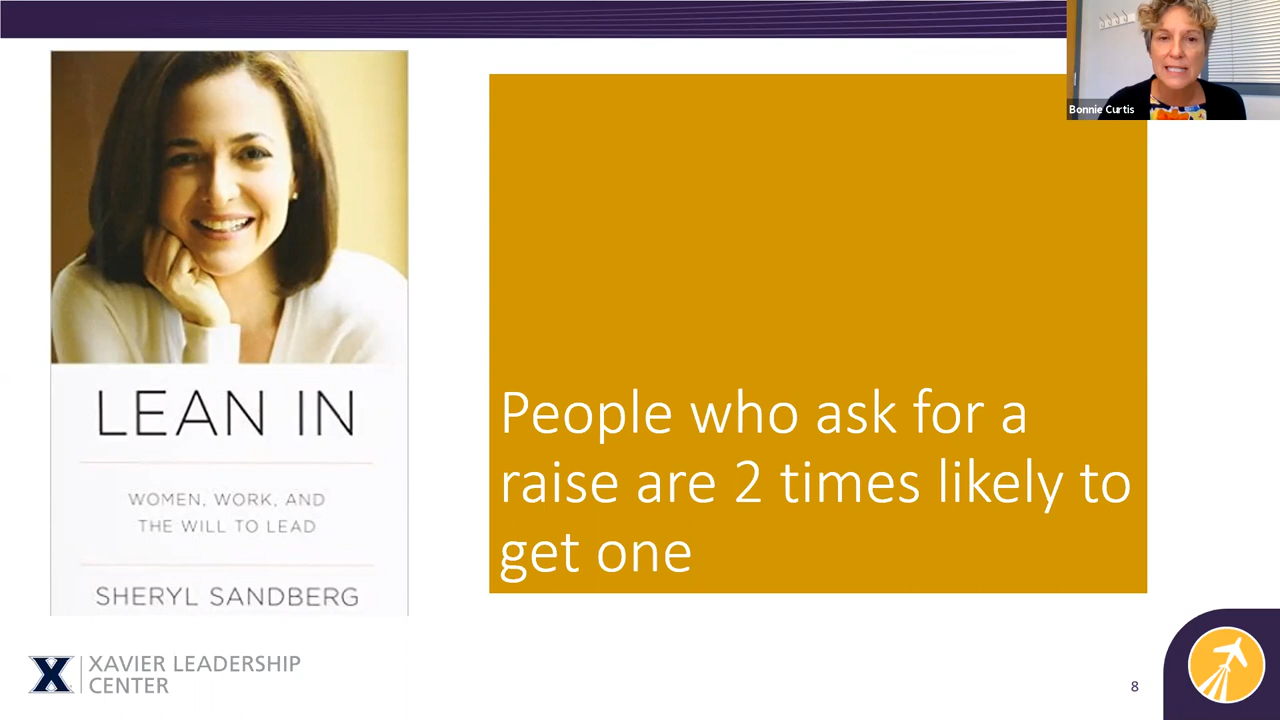 Bonnie Curtis
LEAN IN
WOMEN, WORK, AND
THE WILL TO LEAD
SHERYL SANDBERG
People who ask for a
raise are 2 times likely to
get one
X
XAVIER LEADERSHIP
CENTER
8